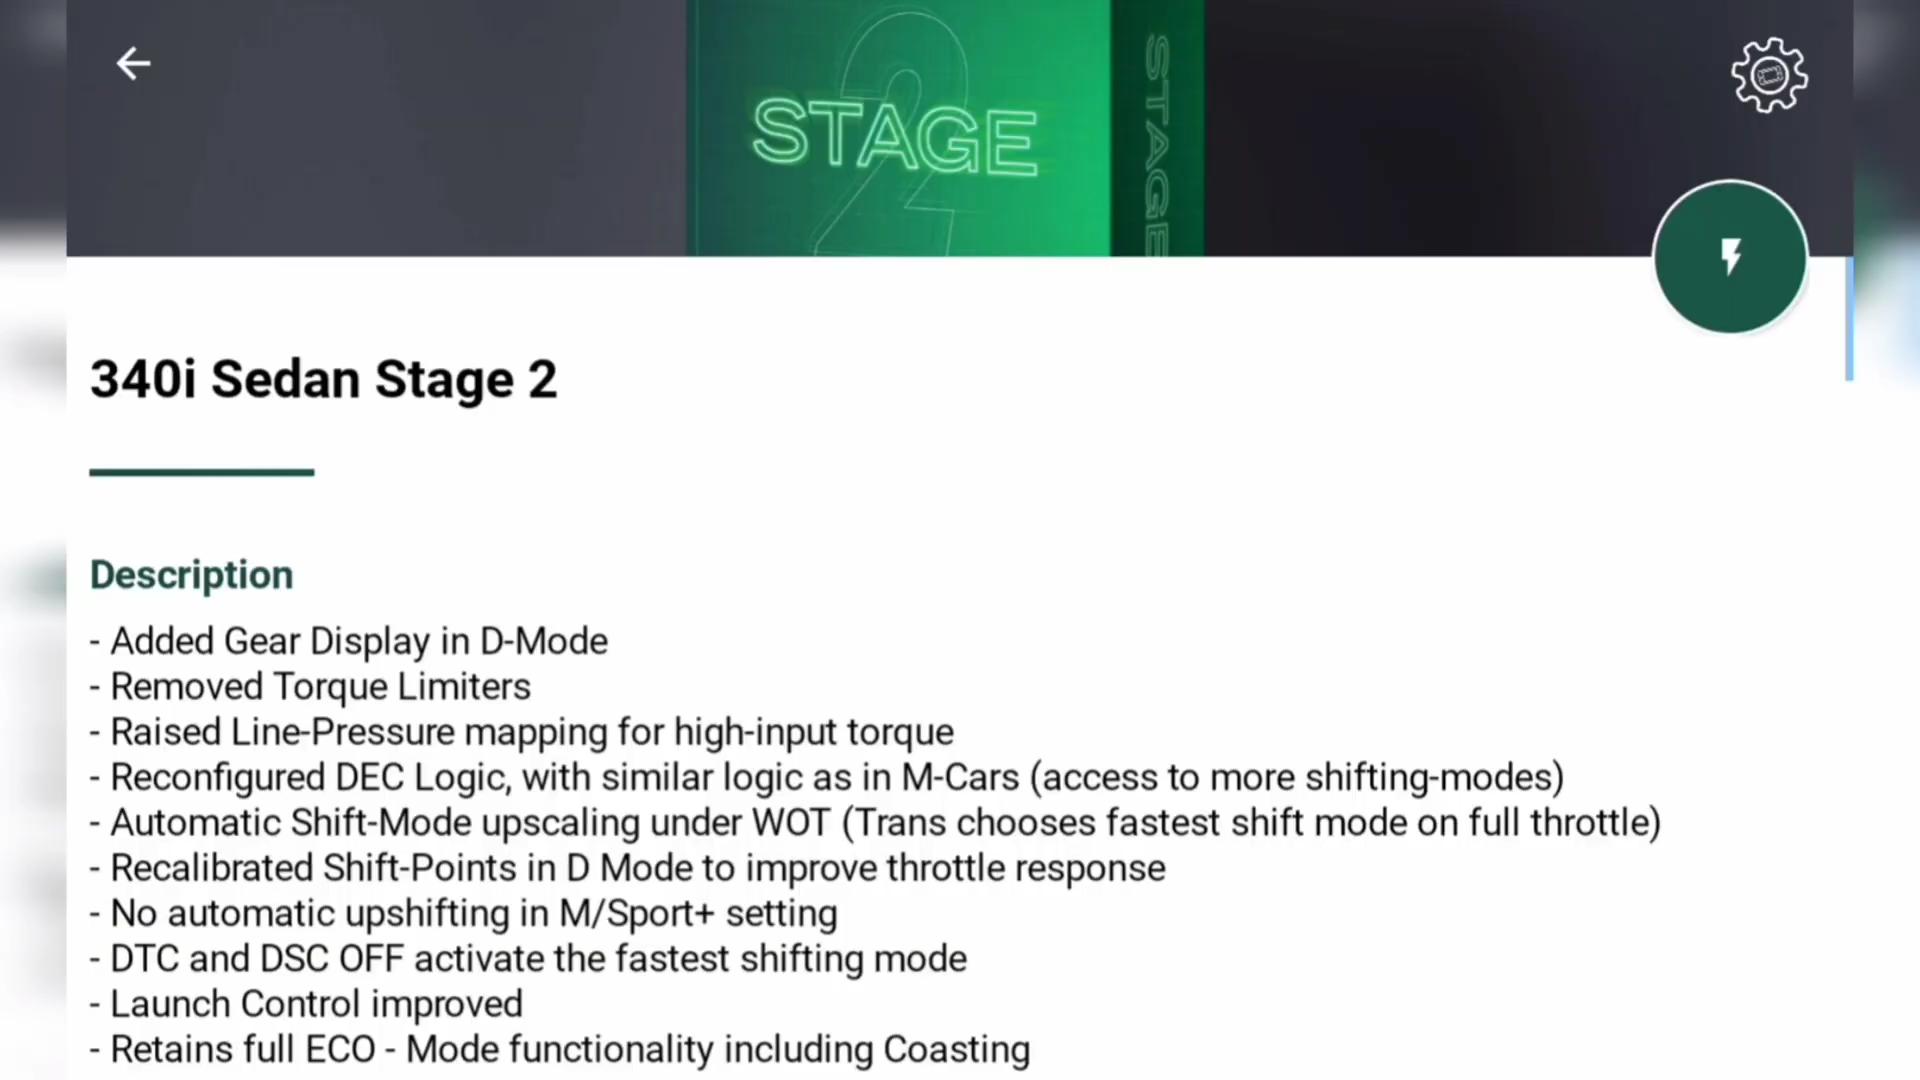 2
STAGE
STAGE
340i Sedan Stage 2
Description
- Added Gear Display in D-Mode
- Removed Torque Limiters
- Raised Line-Pressure mapping for high-input torque
- Reconfigured DEC Logic, with similar logic as in M-Cars (access to more shifting-modes)
- Automatic Shift-Mode upscaling under WOT (Trans chooses fastest shift mode on full throttle)
- Recalibrated Shift-Points in D Mode to improve throttle response
- No automatic upshifting in M/Sport+ setting
- DTC and DSC OFF activate the fastest shifting mode
- Launch Control improved
- Retains full ECO - Mode functionality including Coasting